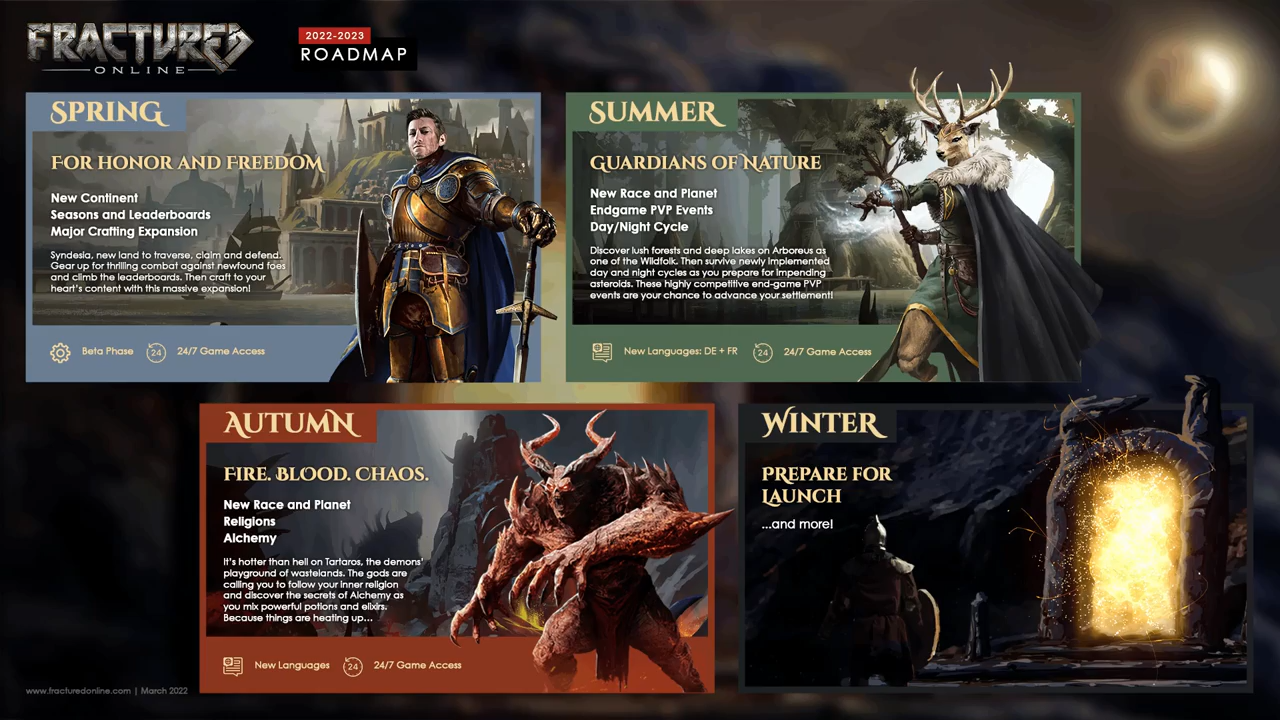 FRACTURED
ONLINE
2022-2023
ROADMAP
SPRING
FOR HONOR AND FREEDOM
New Continent
Seasons and Leaderboards
Major Crafting Expansion
Syndesia, new land to traverse, claim and defend.
Gear up for thrilling combat against newfound foes
and climb the leaderboards. Then craft to your
heart's content with this massive expansion!
Beta Phase
24
24/7 Game Access
SUMMER
GUARDIANS OF NATURE
New Race and Planet
Endgame PVP Events
Day/Night Cycle
Discover lush forests and deep lakes on Arboreus as
one of the Wildfolk. Then survive newly implemented
day and night cycles as you prepare for impending
asteroids. These highly competitive end-game PVP
events are your chance to advance your settlement!
New Languages: DE + FR
24
24/7 Game Access
AUTUMN
FIRE. BLOOD. CHAOS.
New Race and Planet
Religions
Alchemy
It's hotter than hell on Tartaros, the demons'
playground of wastelands. The gods are
calling you to follow your inner religion
and discover the secrets of Alchemy as
you mix powerful potions and elixirs.
Because things are heating up...
New Languages
24
24/7 Game Access
WINTER
PREPARE FOR
LAUNCH
...and more!
www.fracturedonline.com | March 2022